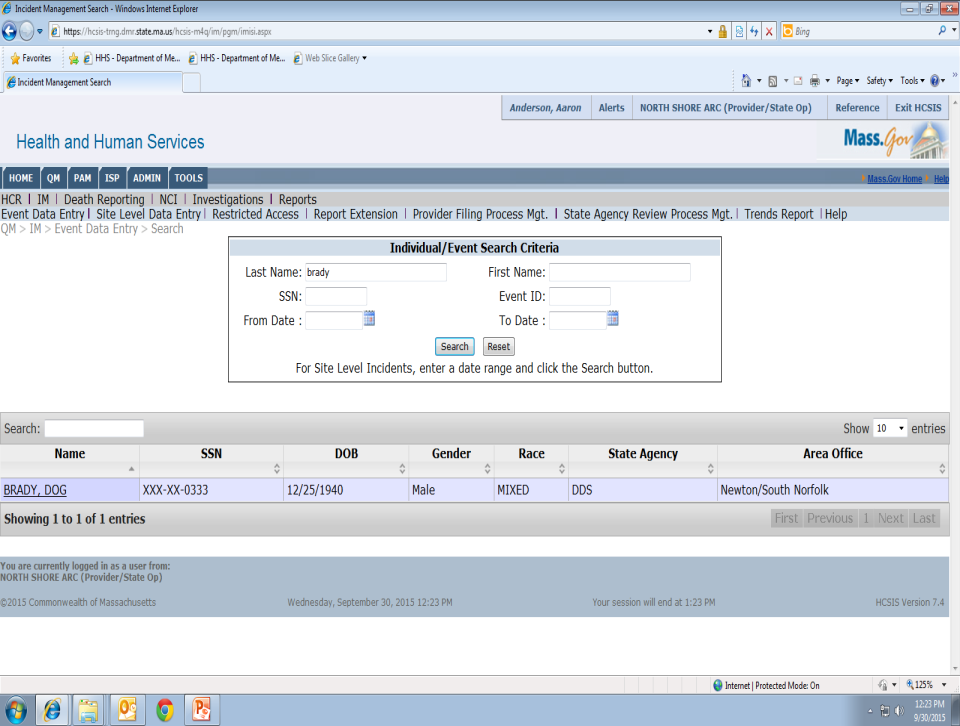 Incident Management Search - Windows Internet Explorer
https://hcsis-trng.dmr.state.ma.us/hcsis-m4q/im/pgm/imisi.aspx
Bing
Favorites HHS - Department of Me... HHS - Department of Me... Web Slice Gallery
Incident Management Search
Page Safety Tools
Anderson, Aaron Alerts NORTH SHORE ARC (Provider/State Op) Reference Exit HCSIS
Health and Human Services
Mass.Gov
HOME QM PAM ISP ADMIN TOOLS
Mass.Gov Home Help
HCR | IM | Death Reporting | NCI | Investigations | Reports
Event Data Entry | Site Level Data Entry | Restricted Access | Report Extension | Provider Filing Process Mgt. | State Agency Review Process Mgt. | Trends Report | Help
QM > IM > Event Data Entry > Search
Individual/Event Search Criteria
Last Name: brady First Name:
SSN: Event ID:
From Date : To Date :
Search Reset
For Site Level Incidents, enter a date range and click the Search button.
Search: Show 10 entries
Name SSN DOB Gender Race State Agency Area Office
BRADY, DOG XXX-XX-0333 12/25/1940 Male MIXED DDS Newton/South Norfolk
Showing 1 to 1 of 1 entries First Previous 1 Next Last
You are currently logged in as a user from:
NORTH SHORE ARC (Provider/State Op)
©2015 Commonwealth of Massachusetts Wednesday, September 30, 2015 12:23 PM Your session will end at 1:23 PM HCSIS Version 7.4
Internet | Protected Mode: On 125%
12:23 PM
9/30/2015